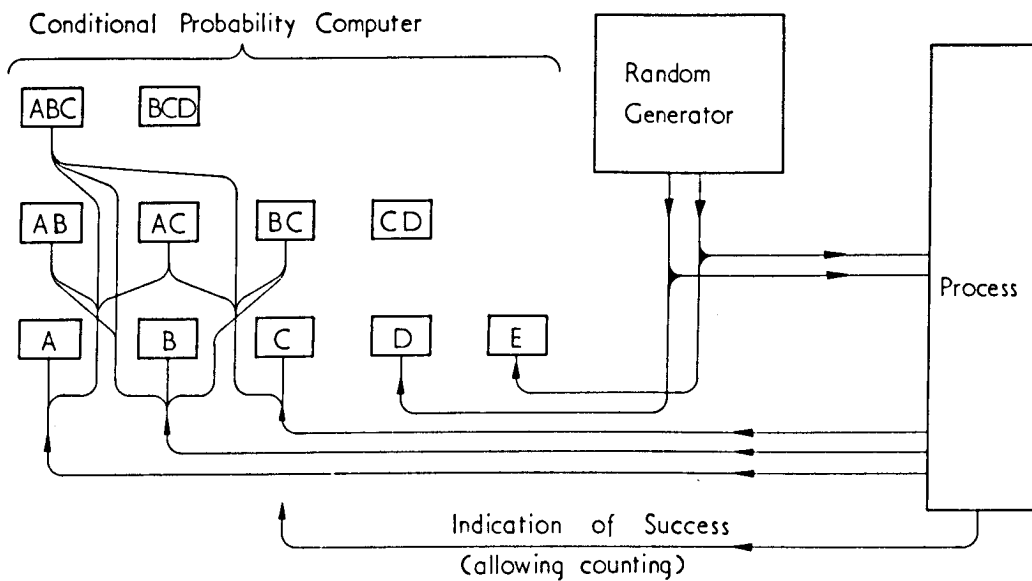 Conditional Probability Computer
Random
Generator
ABC
BCD
AB
AC
BC
CD
Process
A
B
C
D
E
Indication of Success
(allowing counting)